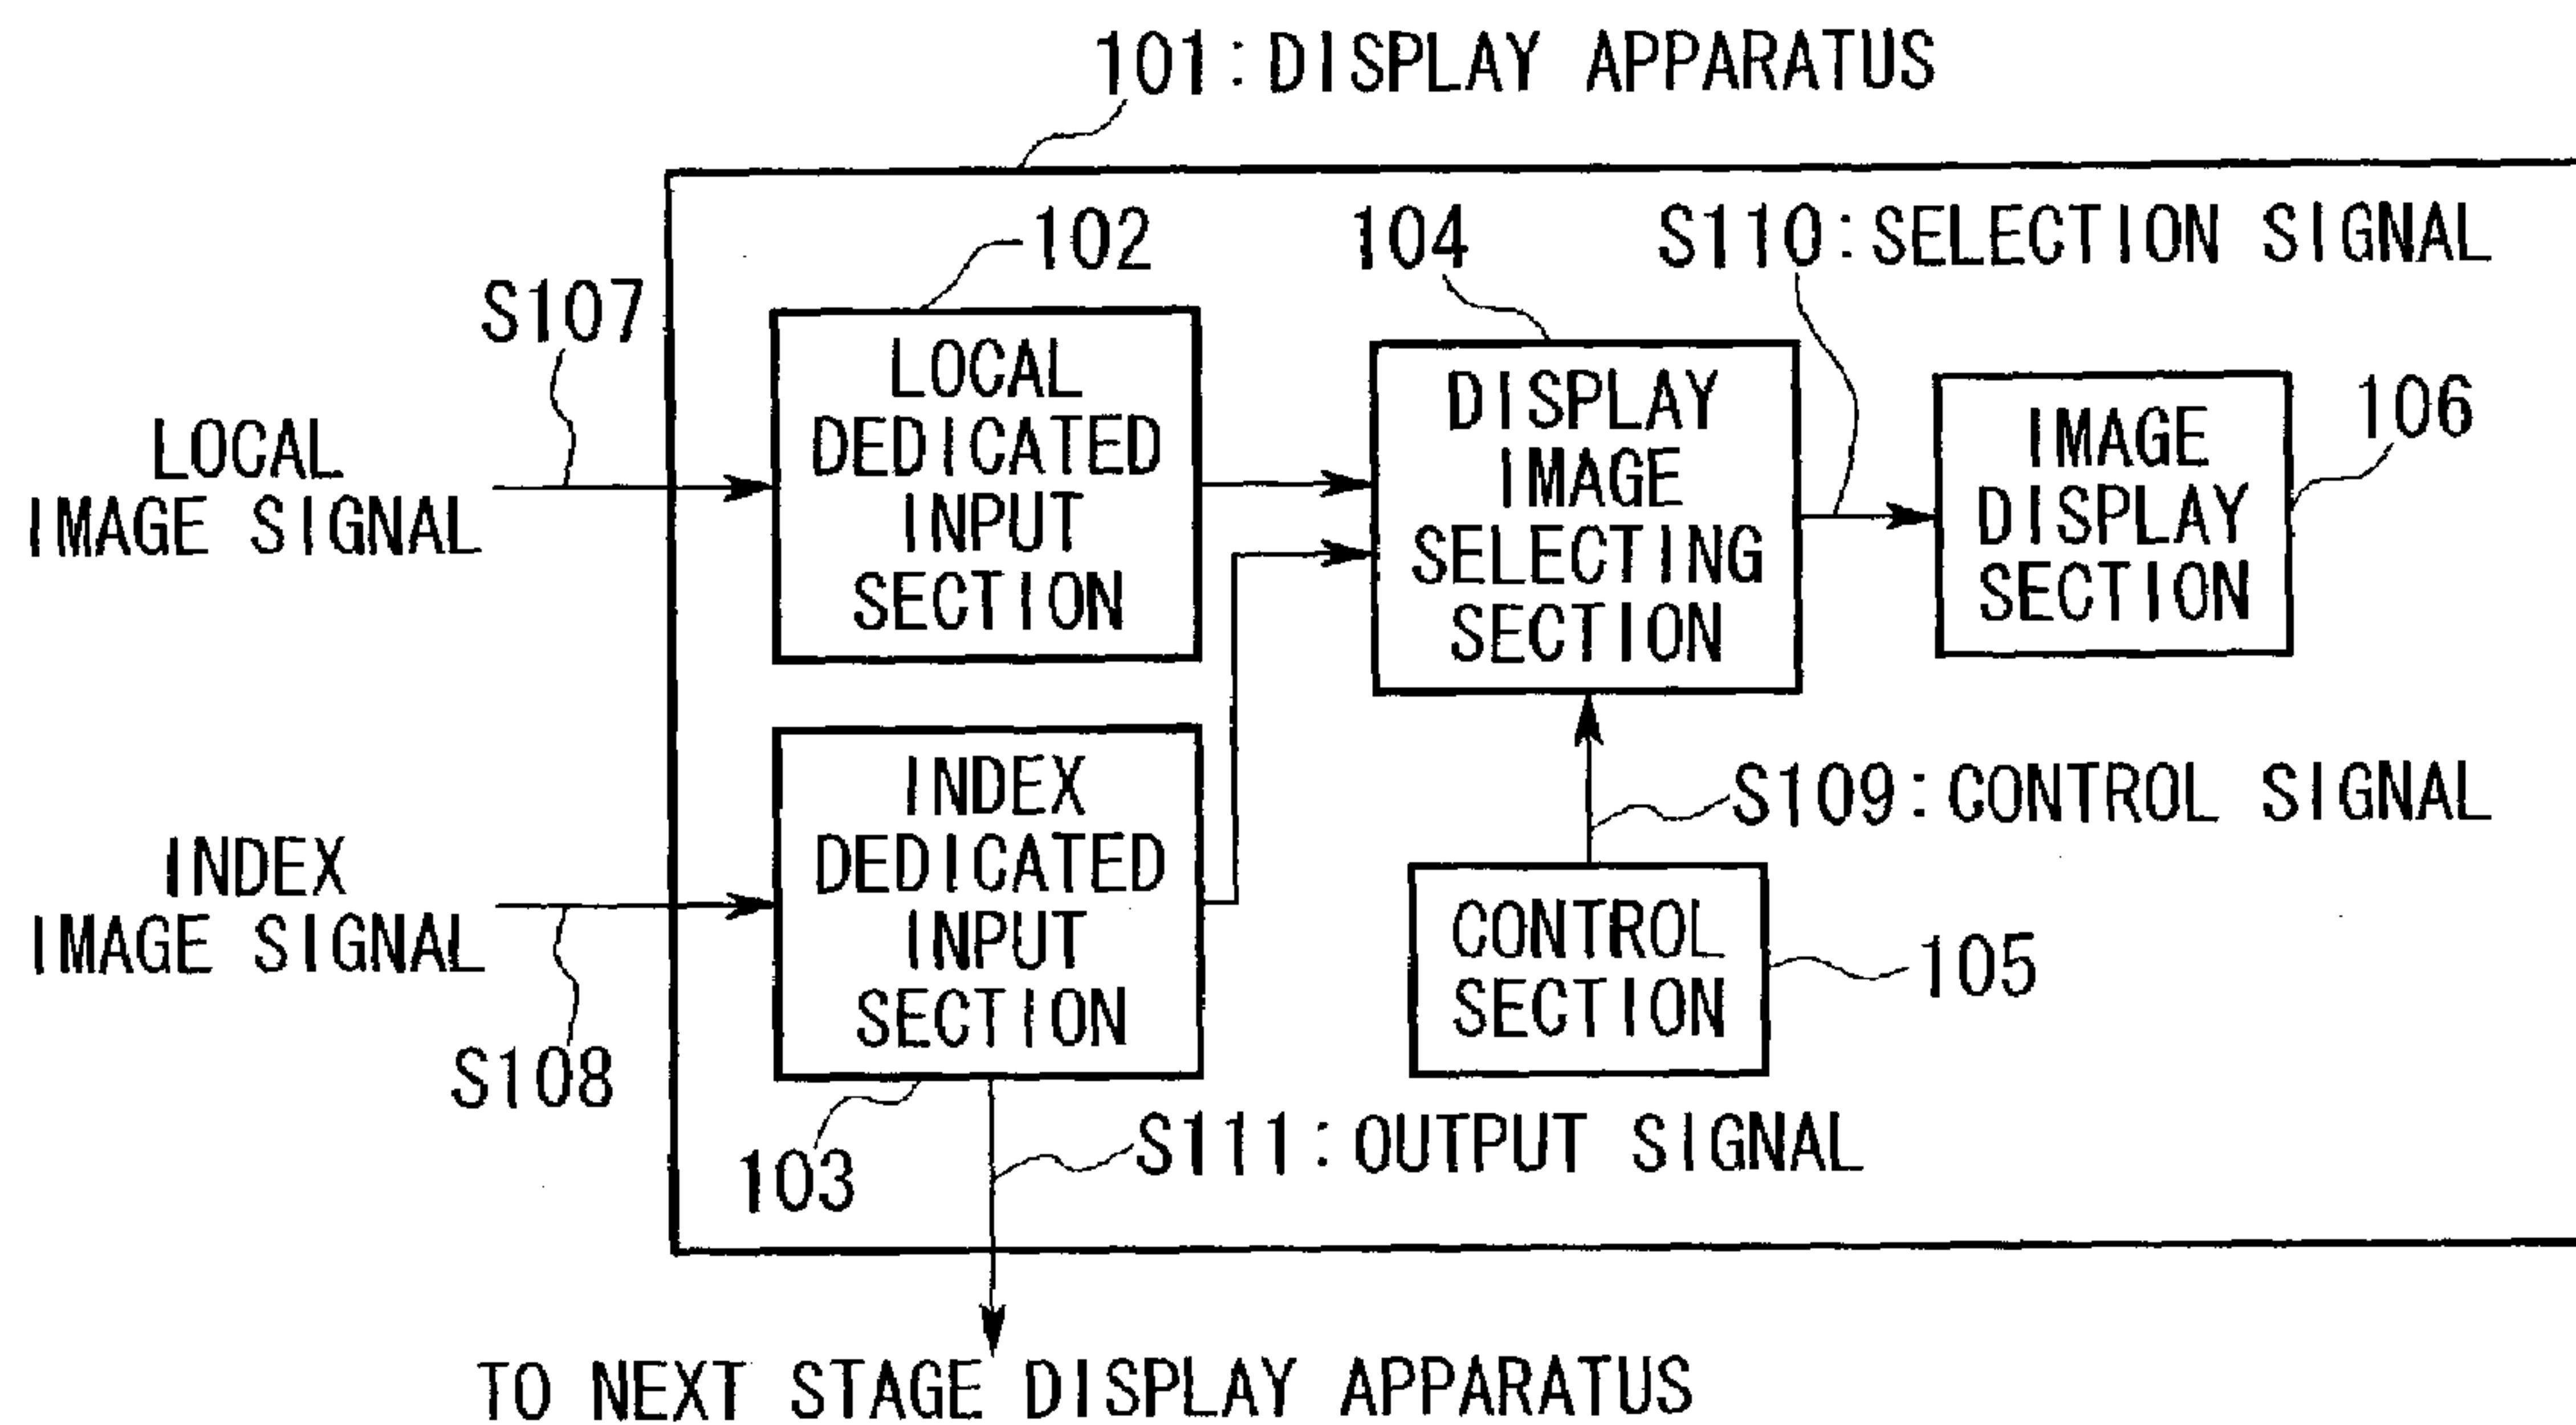 101:DISPLAY APPARATUS
102
104
S110:SELECTION SIGNAL
S107
LOCAL
DEDICATED
INPUT
SECTION
DISPLAY
IMAGE
SELECTING
SECTION
IMAGE
DISPLAY
SECTION
106
LOCAL
IMAGE SIGNAL
INDEX
DEDICATED
INPUT
SECTION
S109:CONTROL SIGNAL
INDEX
IMAGE SIGNAL
CONTROL
SECTION
105
S108
103
S111:OUTPUT SIGNAL
TO NEXT STAGE DISPLAY APPARATUS